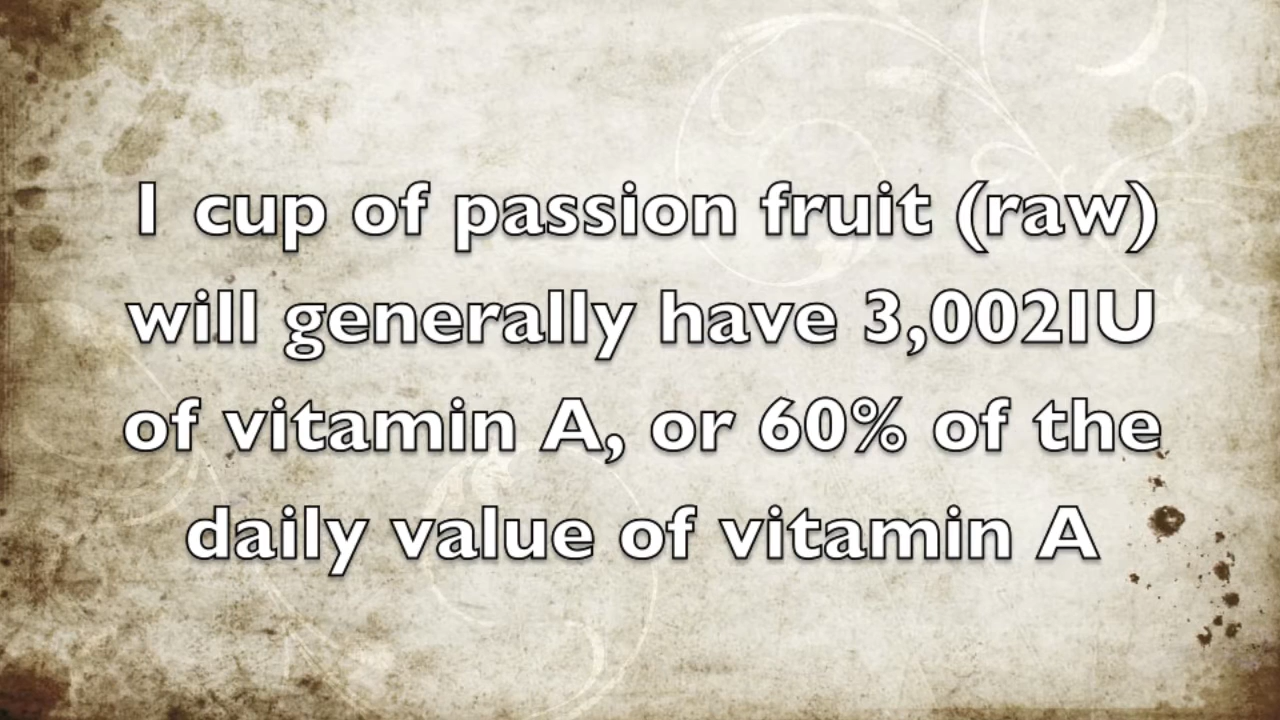 1 cup of passion fruit (raw)
will generally have 3,002IU
of vitamin A, or 60% of the
daily value of vitamin A